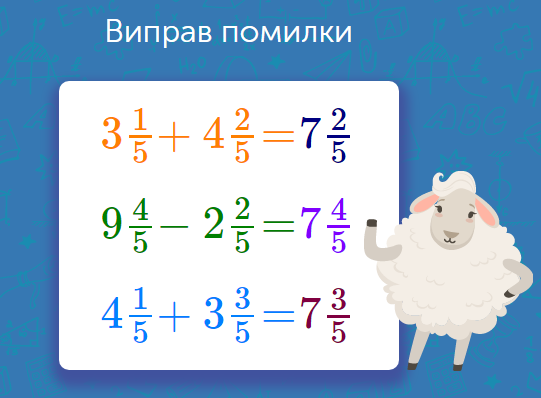 Виправ помилки
3 1/5 + 4 2/5 = 7 2/5
9 4/5 − 2 2/5 = 7 4/5
4 1/5 + 3 3/5 = 7 3/5